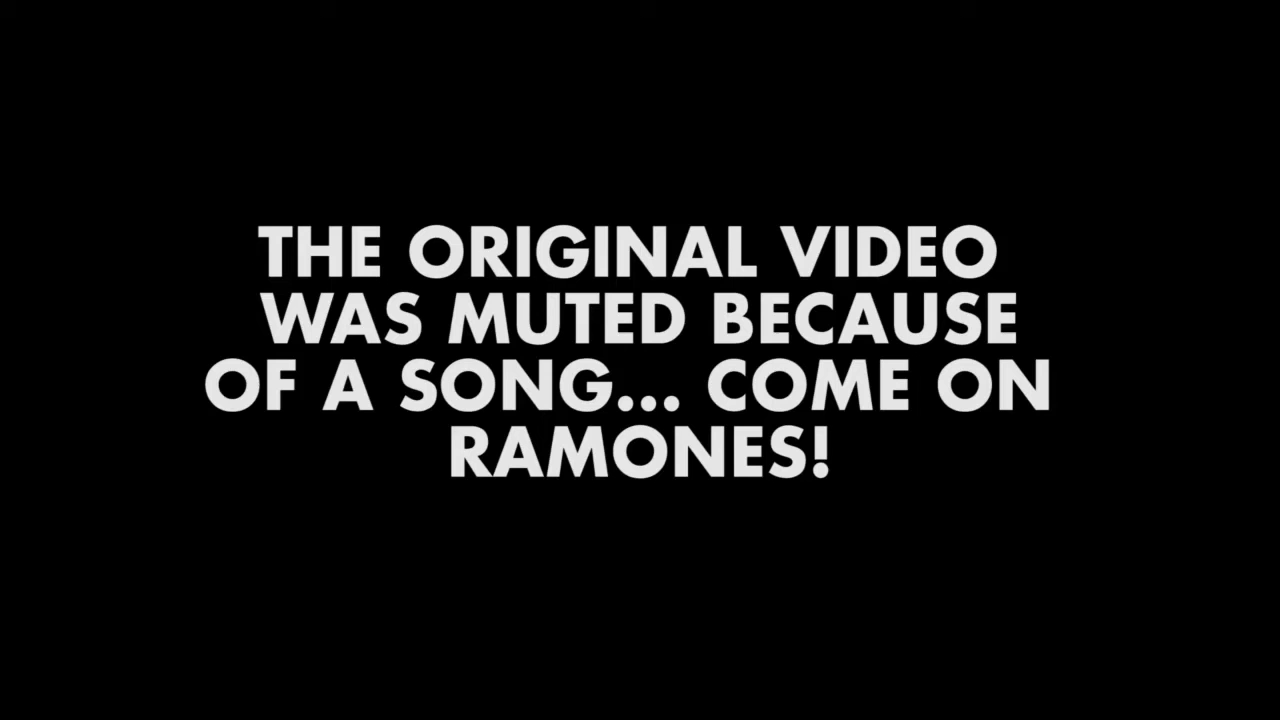 THE ORIGINAL VIDEO
WAS MUTED BECAUSE
OF A SONG... COME ON
RAMONES!